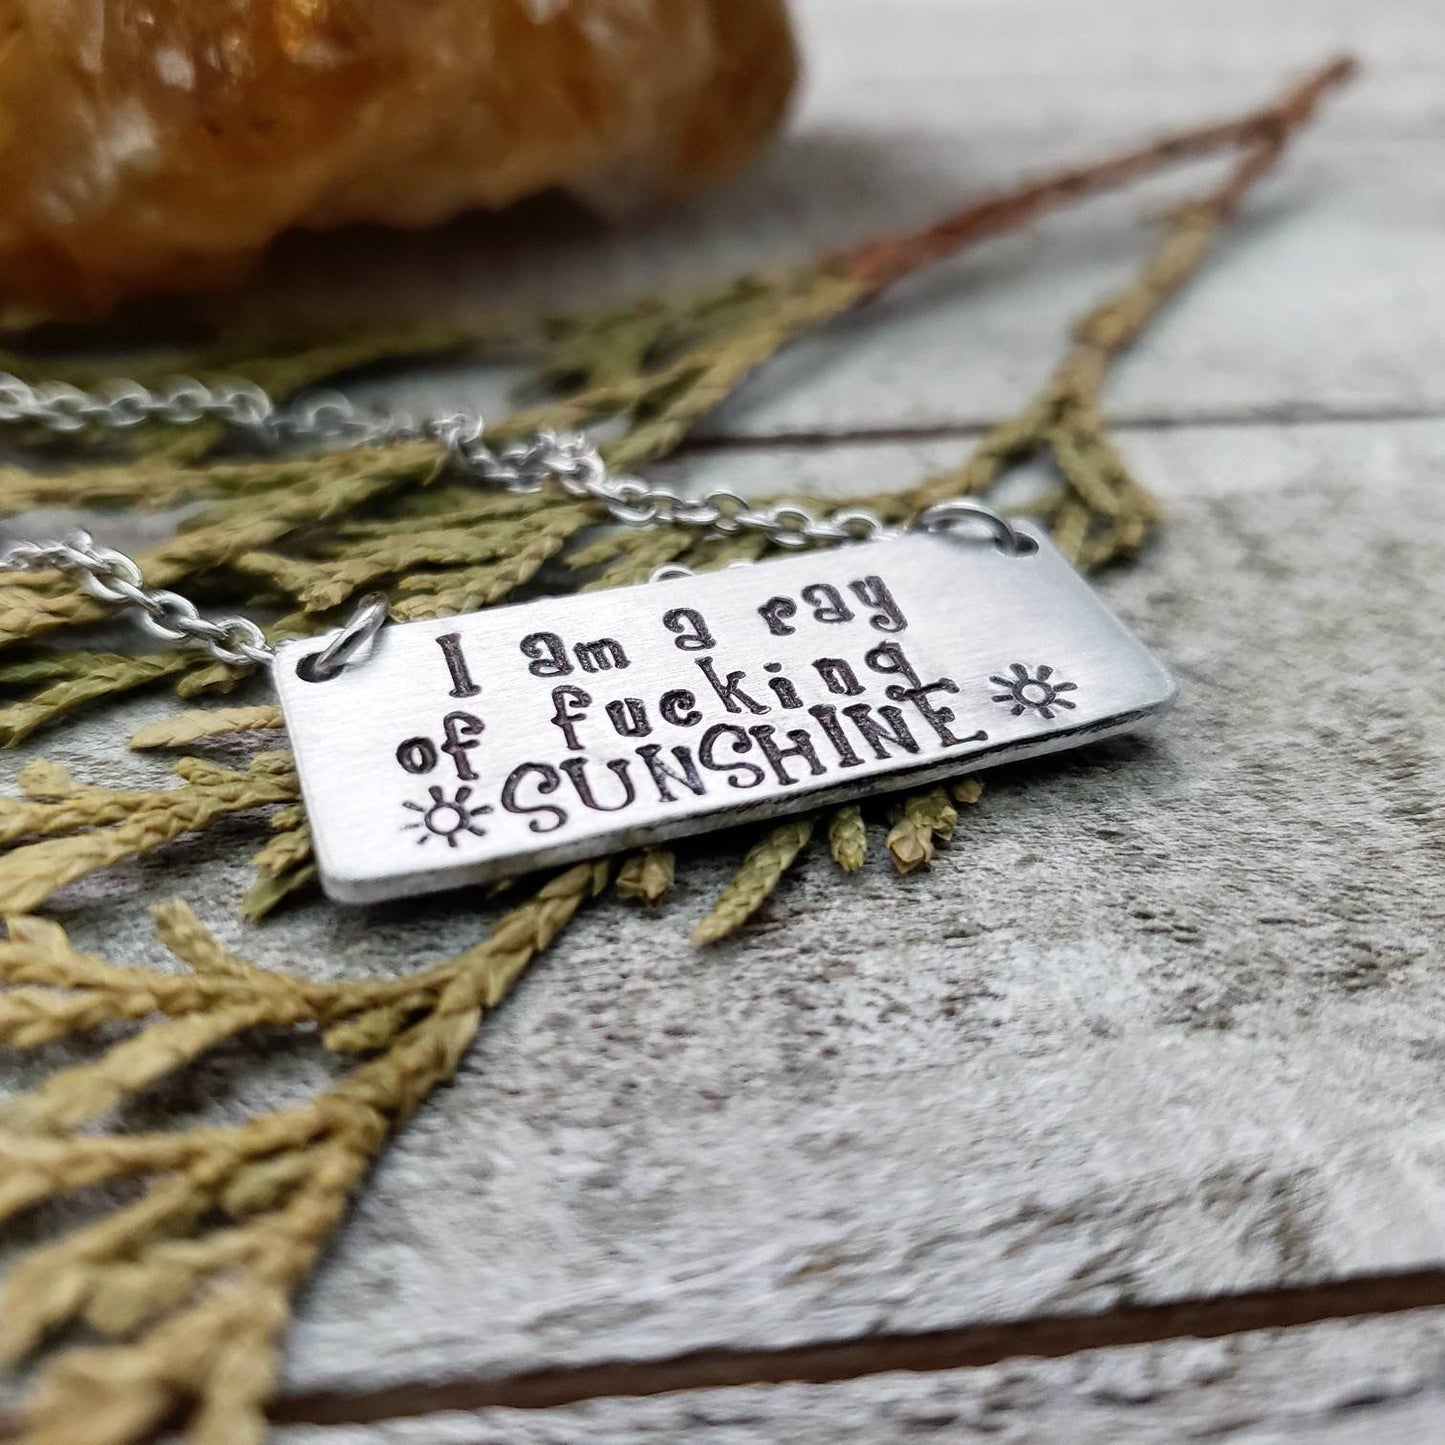 I am a ray
of fucking
SUNSHINE